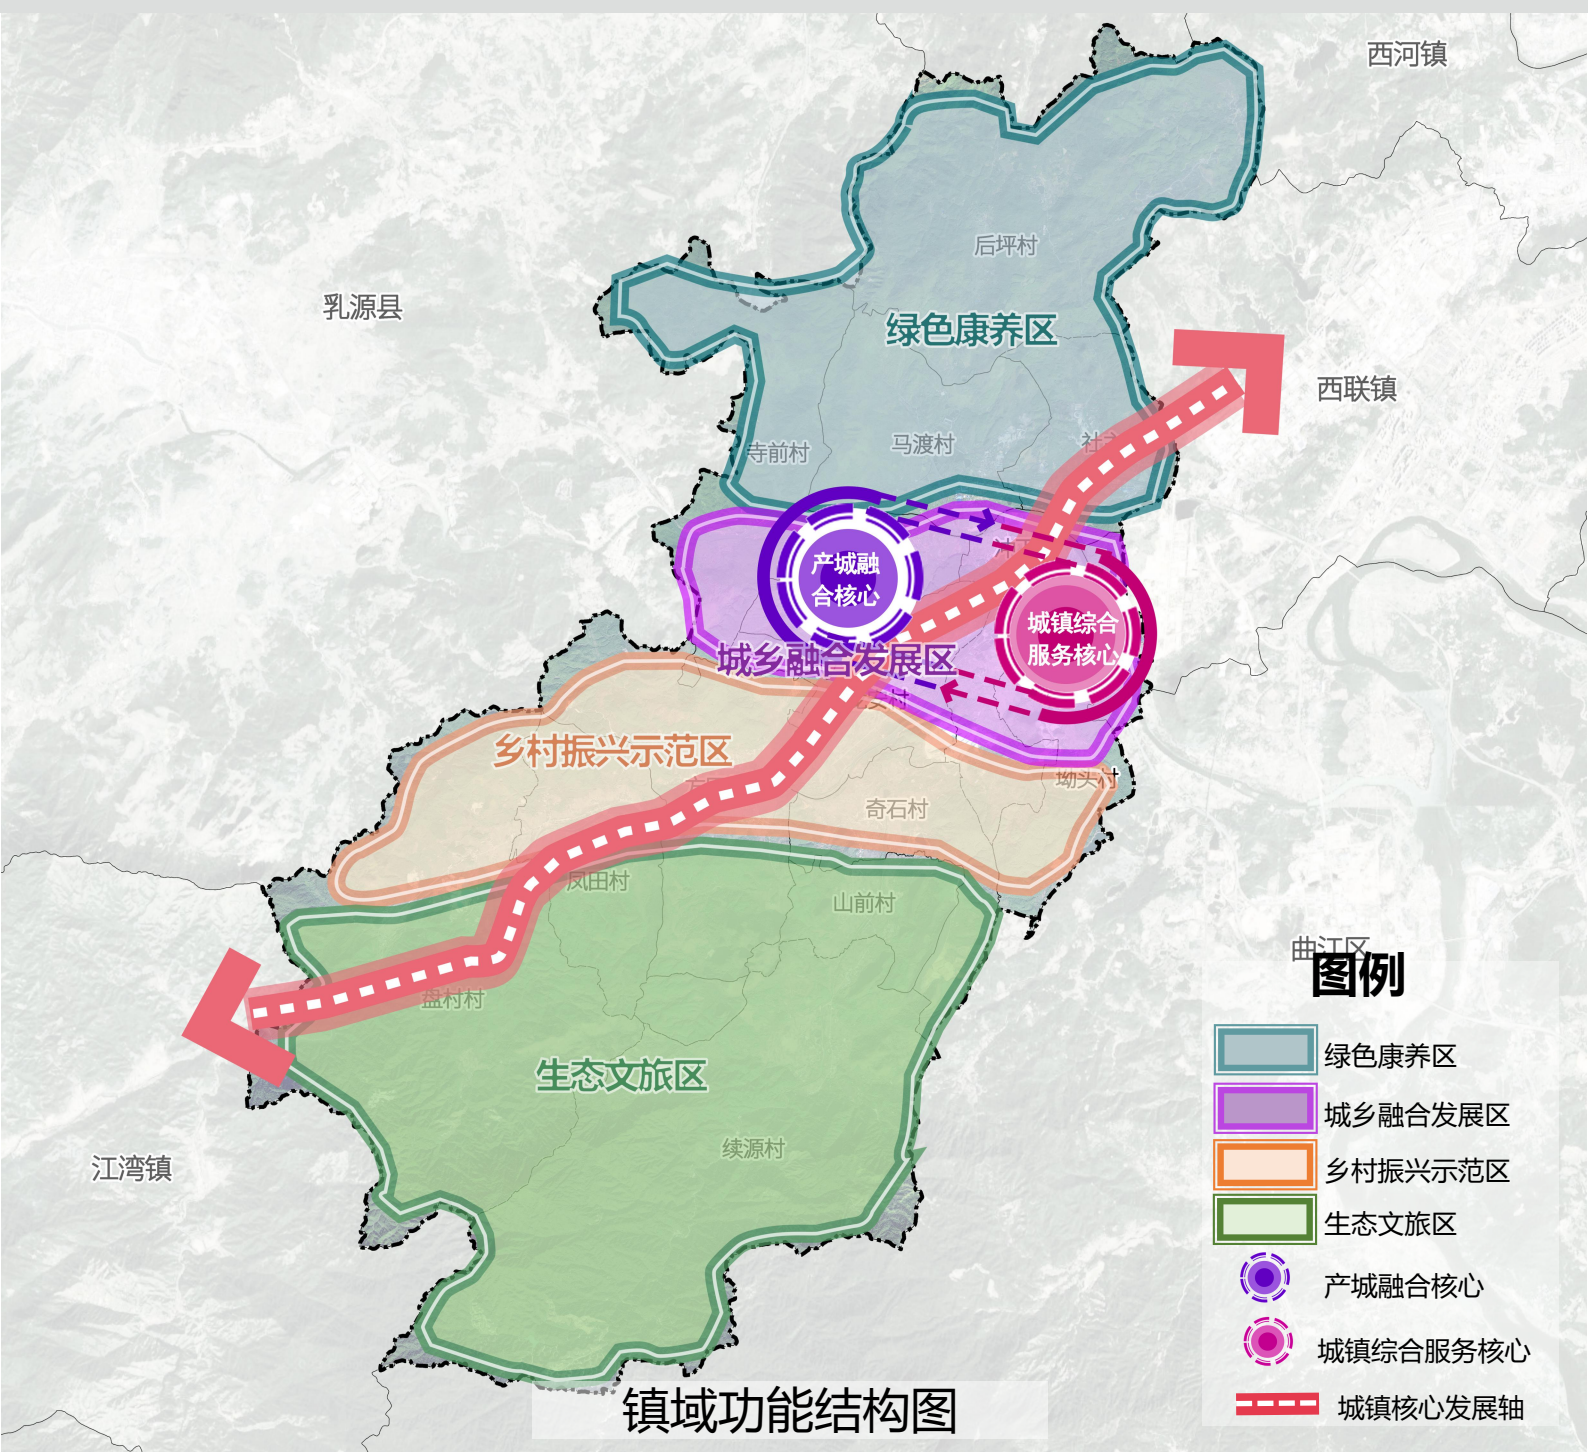 西河镇
后坪村
乳源县
绿色康养区
西联镇
寺前村
马渡村
产城融
合核心
城镇综合
服务核心
城乡融合发展区
乡村振兴示范区
坳头村
奇石村
凤田村
山前村
曲江区
图例
盘村村
绿色康养区
生态文旅区
城乡融合发展区
续源村
江湾镇
乡村振兴示范区
生态文旅区
产城融合核心
城镇综合服务核心
城镇核心发展轴
镇域功能结构图